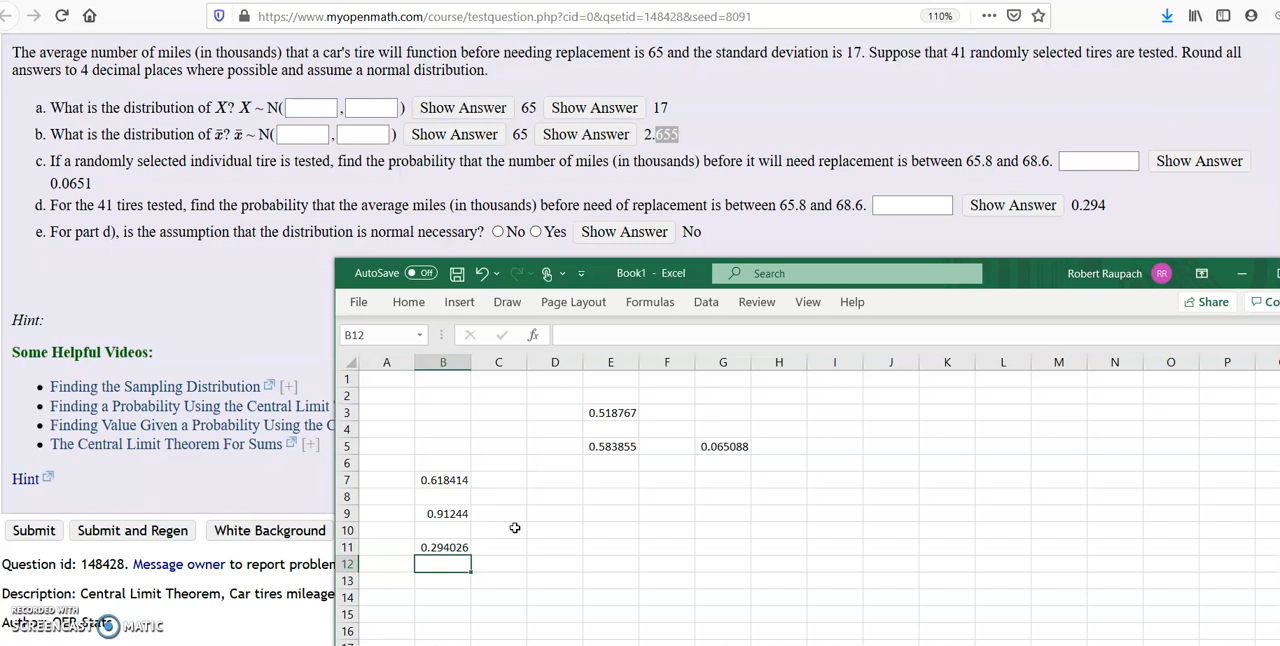 https://www.myopenmath.com/course/testquestion.php?cid=0&qsetid=148428&seed=8091
110%
The average number of miles (in thousands) that a car's tire will function before needing replacement is 65 and the standard deviation is 17. Suppose that 41 randomly selected tires are tested. Round all
answers to 4 decimal places where possible and assume a normal distribution.
a. What is the distribution of X? X ~ N( , ) Show Answer 65 Show Answer 17
b. What is the distribution of x̄? x̄ ~ N( , ) Show Answer 65 Show Answer 2.655
c. If a randomly selected individual tire is tested, find the probability that the number of miles (in thousands) before it will need replacement is between 65.8 and 68.6. Show Answer
0.0651
d. For the 41 tires tested, find the probability that the average miles (in thousands) before need of replacement is between 65.8 and 68.6. Show Answer 0.294
e. For part d), is the assumption that the distribution is normal necessary? No Yes Show Answer No
AutoSave Off Book1 - Excel Search Robert Raupach RR
File Home Insert Draw Page Layout Formulas Data Review View Help Share Co
Hint:
B12 fx
Some Helpful Videos:
A B C D E F G H I J K L M N O P
1
Finding the Sampling Distribution [+]
2
Finding a Probability Using the Central Limit
3 0.518767
Finding Value Given a Probability Using the C
4
The Central Limit Theorem For Sums [+]
5 0.583855 0.065088
6
Hint
7 0.618414
8
9 0.91244
Submit Submit and Regen White Background
10
11 0.294026
Question id: 148428. Message owner to report problem
12
13
Description: Central Limit Theorem, Car tires mileage
14
RECORDED WITH
15
SCREENCAST MATIC
16